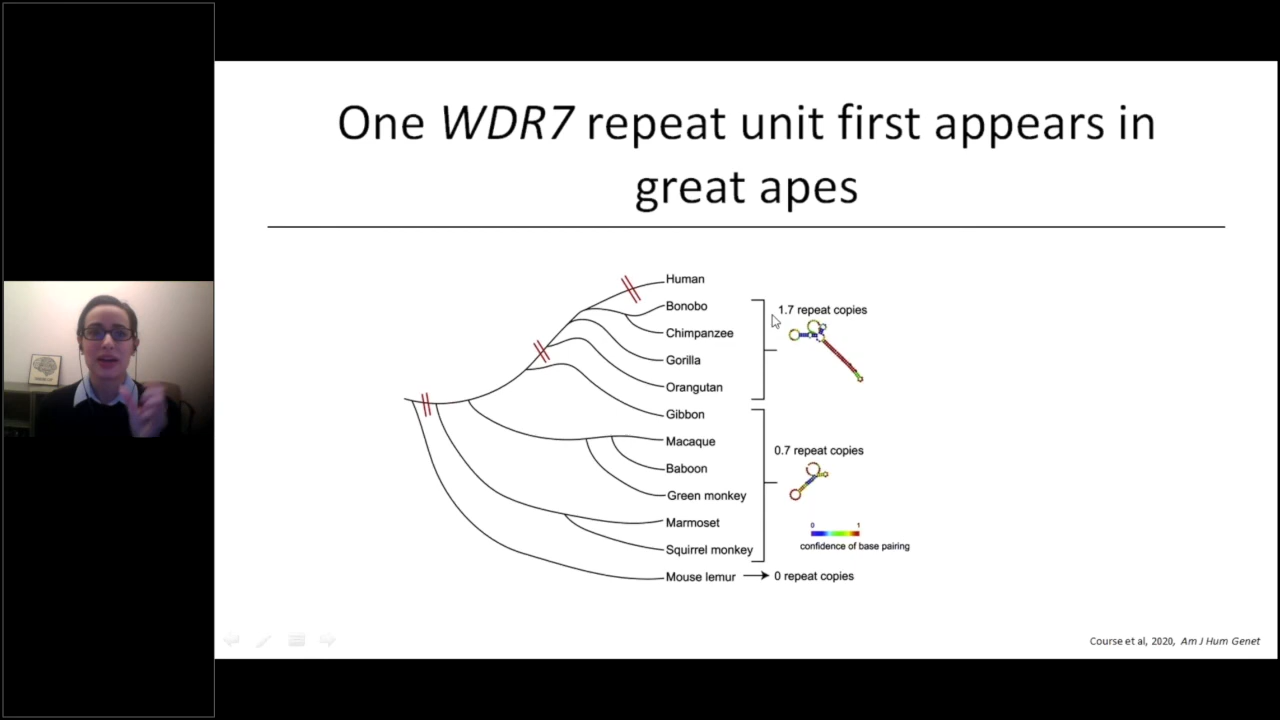 One WDR7 repeat unit first appears in
great apes
Human
Bonobo
Chimpanzee
Gorilla
Orangutan
Gibbon
Macaque
Baboon
Green monkey
Marmoset
Squirrel monkey
Mouse lemur
1.7 repeat copies
0.7 repeat copies
0 1
confidence of base pairing
0 repeat copies
Course et al, 2020, Am J Hum Genet